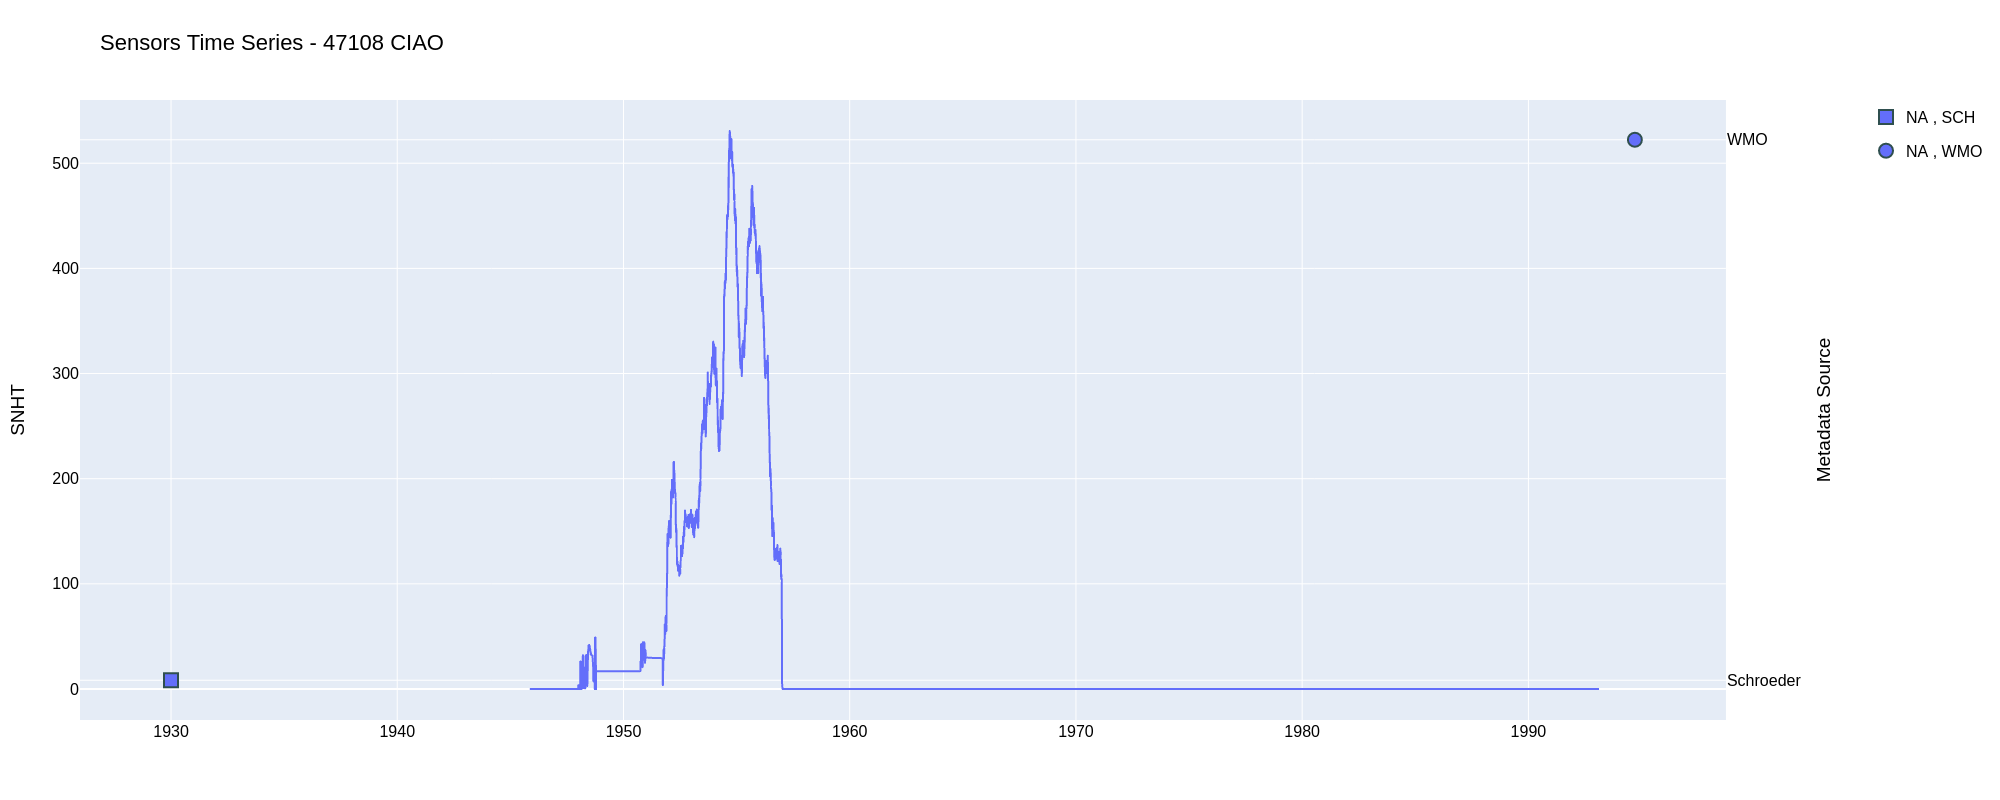 Sensors Time Series - 47108 CIAO
NA , SCH
NA , WMO
WMO
Schroeder
Metadata Source
SNHT
500
400
300
200
100
0
1930 1940 1950 1960 1970 1980 1990